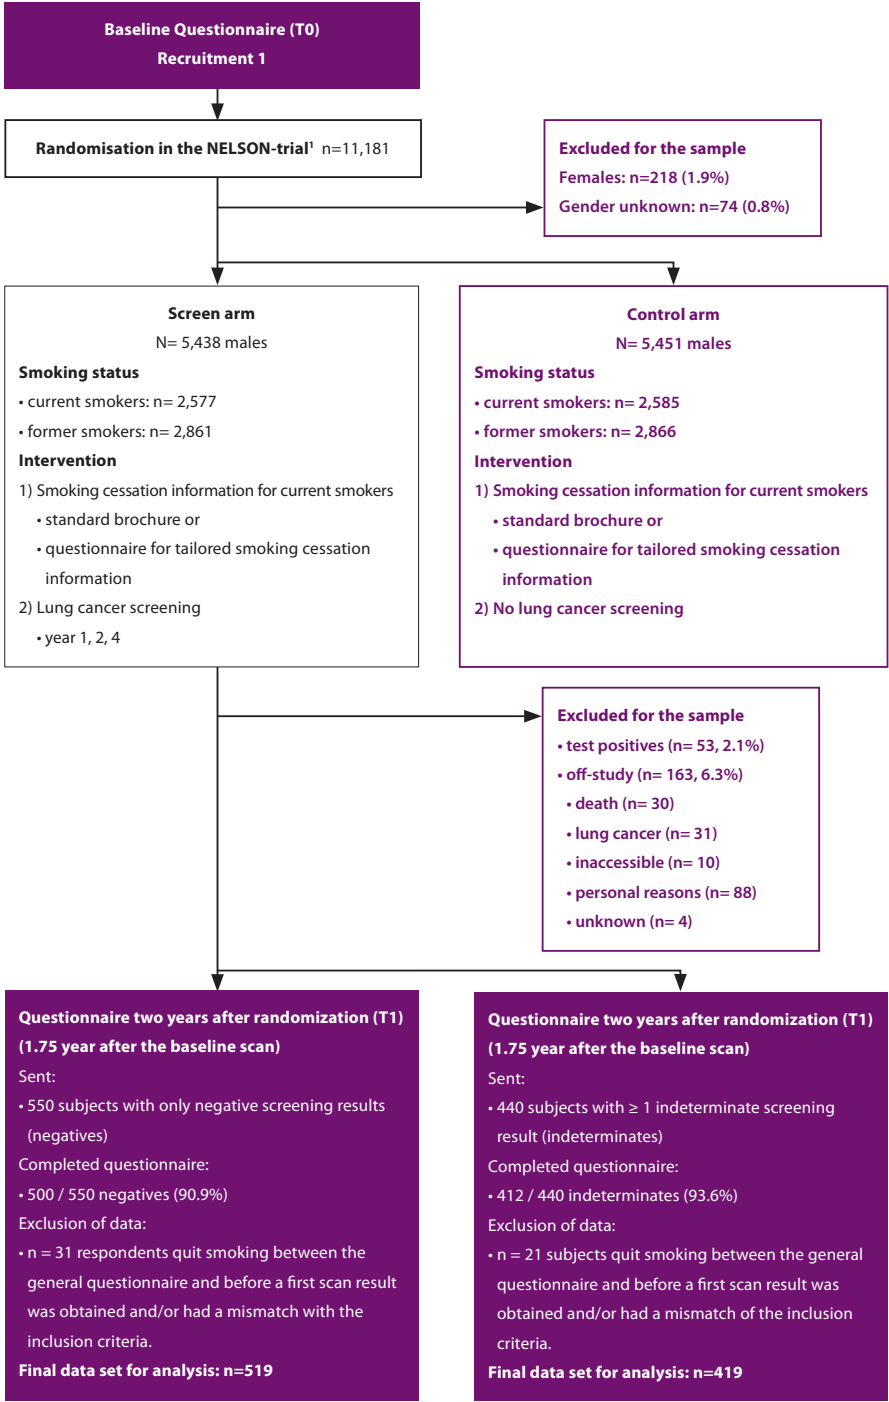 Baseline Questionnaire (T0)
Recruitment 1
Randomisation in the NELSON-trial¹ n=11,181
Excluded for the sample
Females: n=218 (1.9%)
Gender unknown: n=74 (0.8%)
Screen arm
N= 5,438 males
Smoking status
• current smokers: n= 2,577
• former smokers: n= 2,861
Intervention
1) Smoking cessation information for current smokers
• standard brochure or
• questionnaire for tailored smoking cessation
information
2) Lung cancer screening
• year 1, 2, 4
Control arm
N= 5,451 males
Smoking status
• current smokers: n= 2,585
• former smokers: n= 2,866
Intervention
1) Smoking cessation information for current smokers
• standard brochure or
• questionnaire for tailored smoking cessation
information
2) No lung cancer screening
Excluded for the sample
• test positives (n= 53, 2.1%)
• off-study (n= 163, 6.3%)
• death (n= 30)
• lung cancer (n= 31)
• inaccessible (n= 10)
• personal reasons (n= 88)
• unknown (n= 4)
Questionnaire two years after randomization (T1)
(1.75 year after the baseline scan)
Sent:
• 550 subjects with only negative screening results
(negatives)
Completed questionnaire:
• 500 / 550 negatives (90.9%)
Exclusion of data:
• n = 31 respondents quit smoking between the
general questionnaire and before a first scan result
was obtained and/or had a mismatch with the
inclusion criteria.
Final data set for analysis: n=519
Questionnaire two years after randomization (T1)
(1.75 year after the baseline scan)
Sent:
• 440 subjects with ≥ 1 indeterminate screening
result (indeterminates)
Completed questionnaire:
• 412 / 440 indeterminates (93.6%)
Exclusion of data:
• n = 21 subjects quit smoking between the general
questionnaire and before a first scan result was
obtained and/or had a mismatch of the inclusion
criteria.
Final data set for analysis: n=419